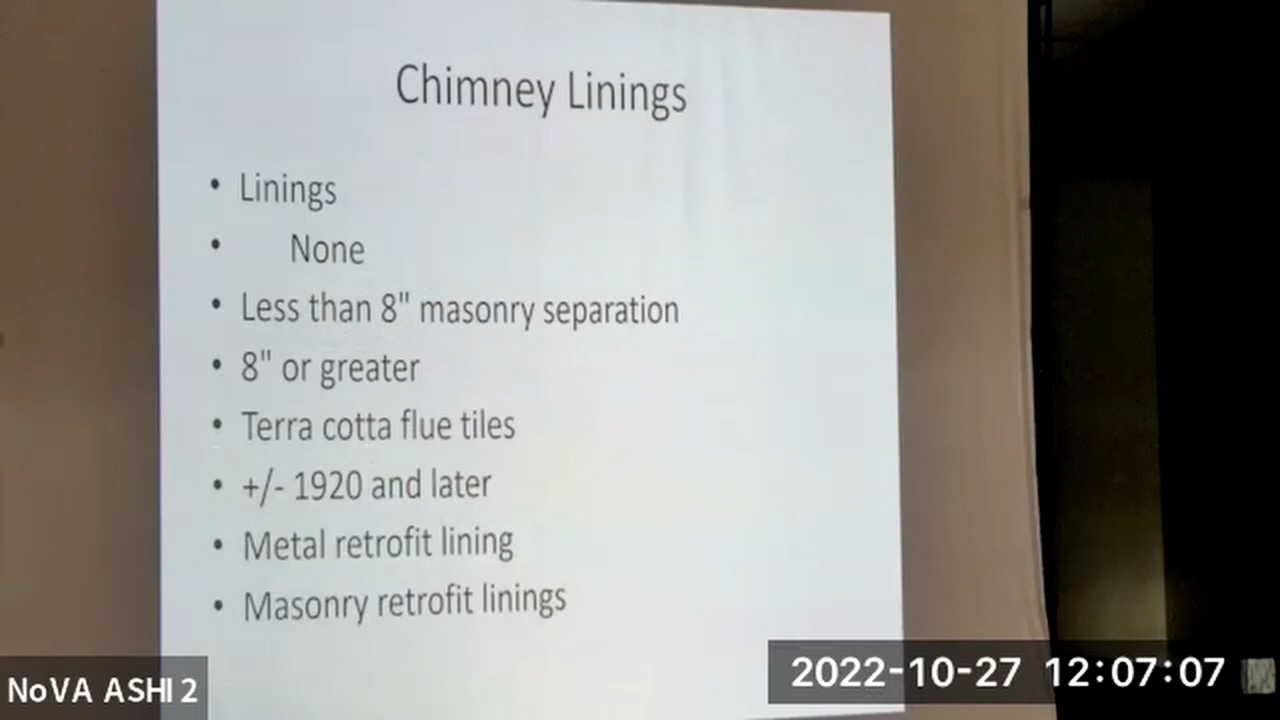 Chimney Linings
• Linings
• None
• Less than 8" masonry separation
• 8" or greater
• Terra cotta flue tiles
• +/- 1920 and later
• Metal retrofit lining
• Masonry retrofit linings
NoVA ASHI 2
2022-10-27 12:07:07